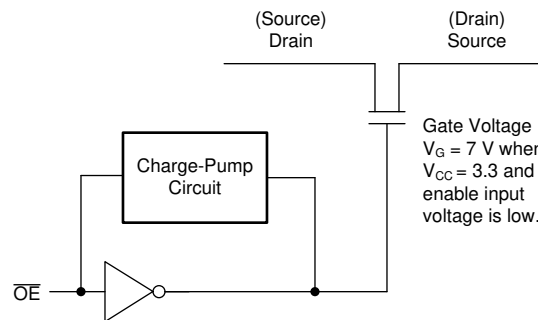 (Source)
Drain
(Drain)
Source
Gate Voltage
V_G = 7 V when
V_CC = 3.3 and
enable input
voltage is low.
Charge-Pump
Circuit
O̅E̅